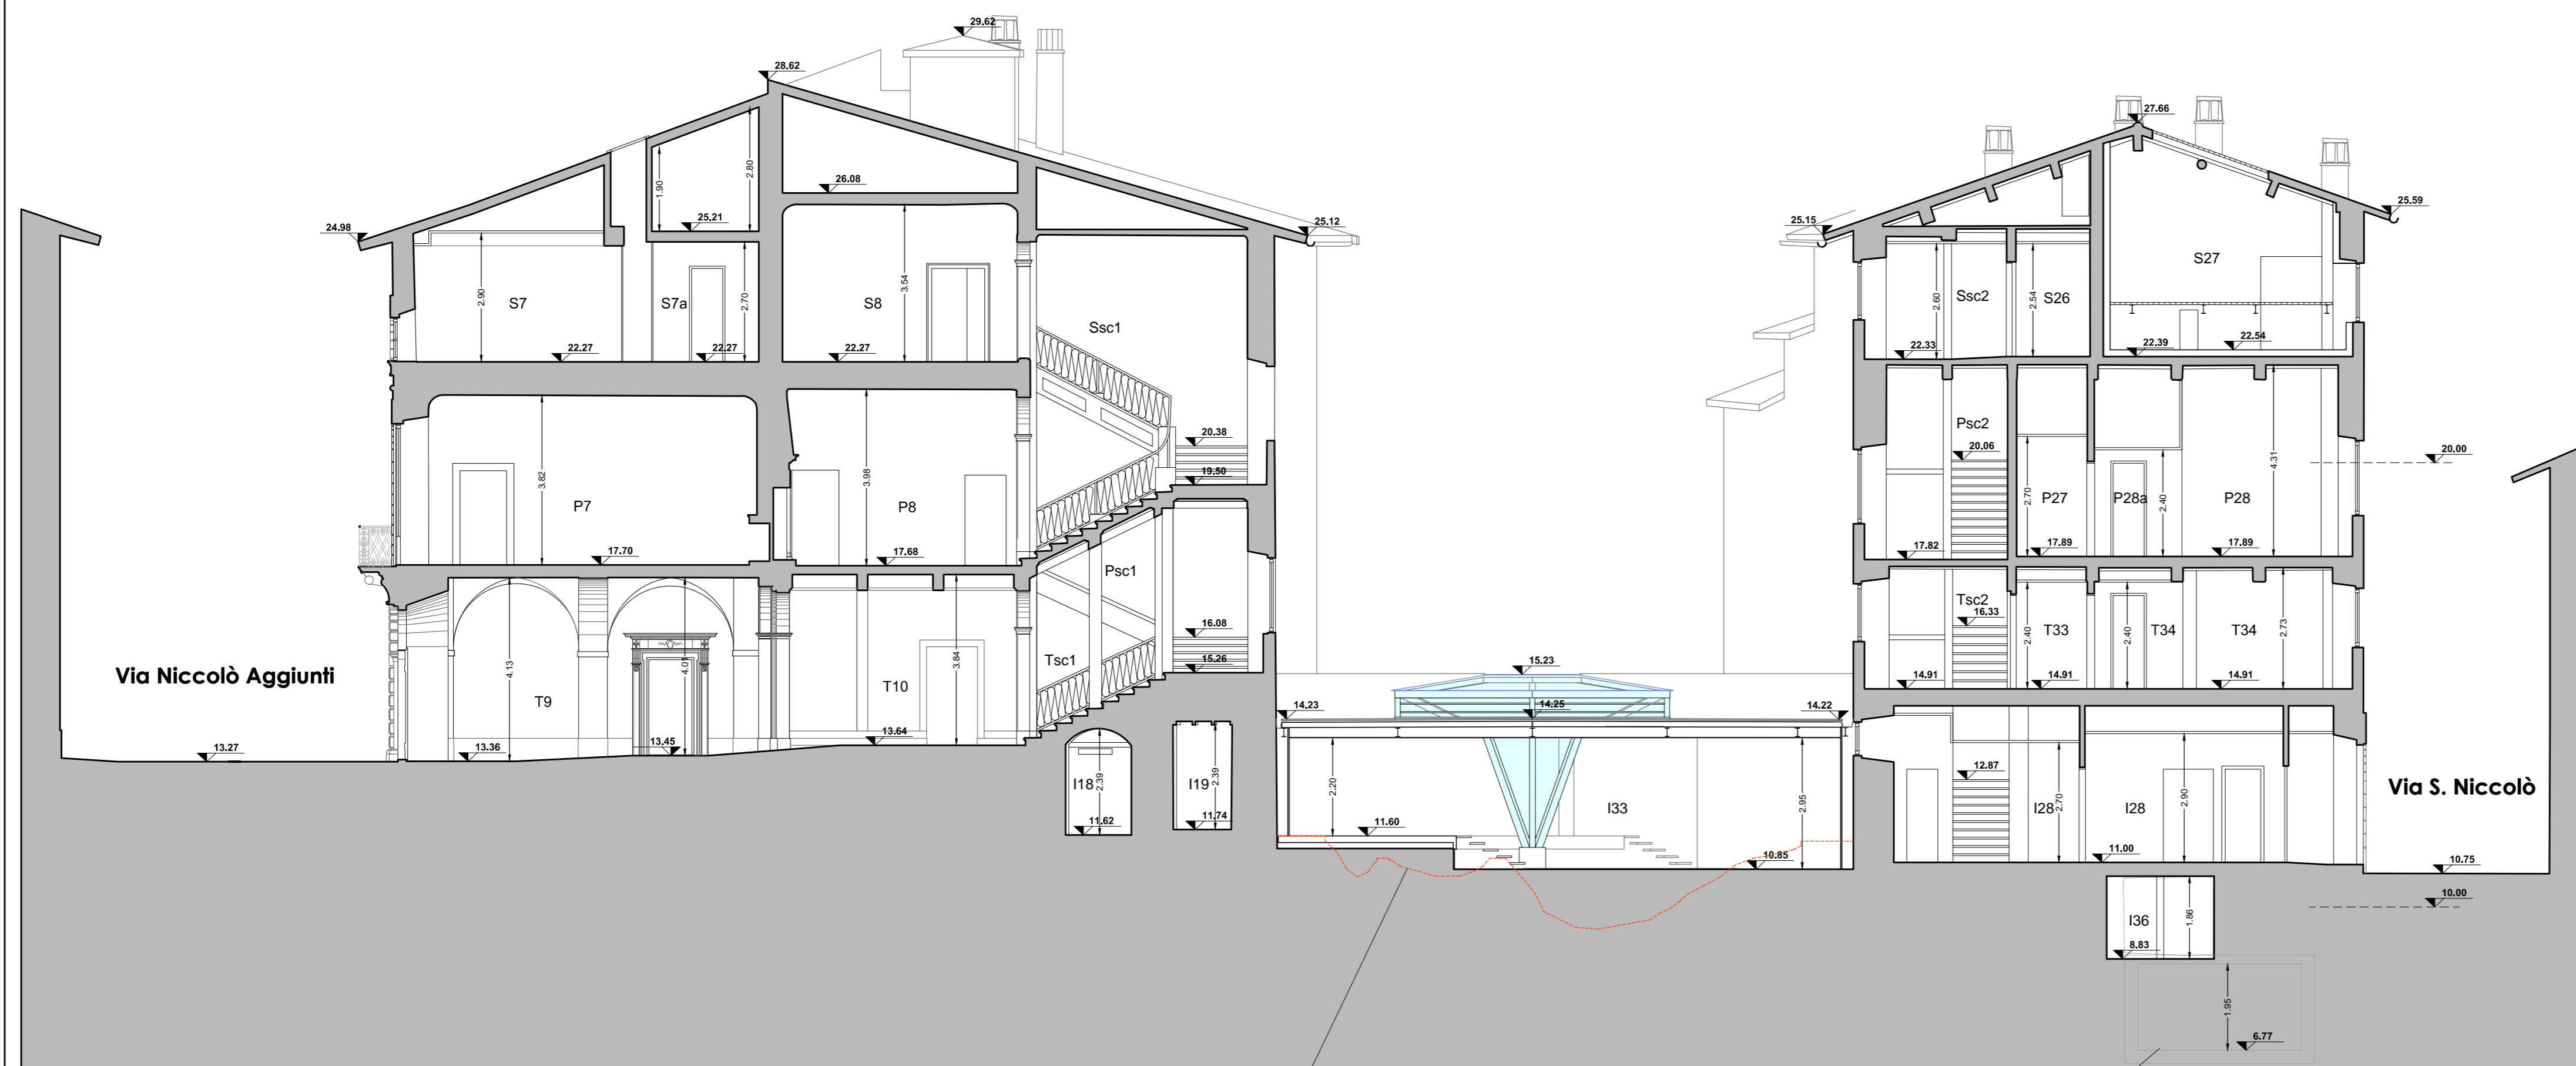 29.62
28.62
27.66
1.90
2.80
26.08
25.21
24.98
25.12
25.15
25.59
S7
2.90
S7a
2.70
S8
3.54
Ssc1
Ssc2
2.60
S26
2.54
S27
22.27
22.27
22.27
22.33
22.39
22.54
20.38
19.50
Psc2
20.06
20.00
P7
3.82
P8
3.98
P27
2.70
P28a
2.40
P28
4.31
17.70
17.68
17.82
17.89
17.89
Psc1
Tsc2
16.33
16.08
15.26
Tsc1
T9
4.13
4.01
T10
3.84
T33
2.40
T34
2.40
T34
2.73
14.91
14.91
14.91
Via Niccolò Aggiunti
15.23
14.23
14.25
14.22
13.27
13.36
13.45
13.64
I18
2.39
11.62
I19
2.39
11.74
2.20
11.60
I33
2.95
10.85
12.87
I28
2.70
I28
2.90
11.00
Via S. Niccolò
10.75
10.00
I36
1.86
8.83
1.95
6.77